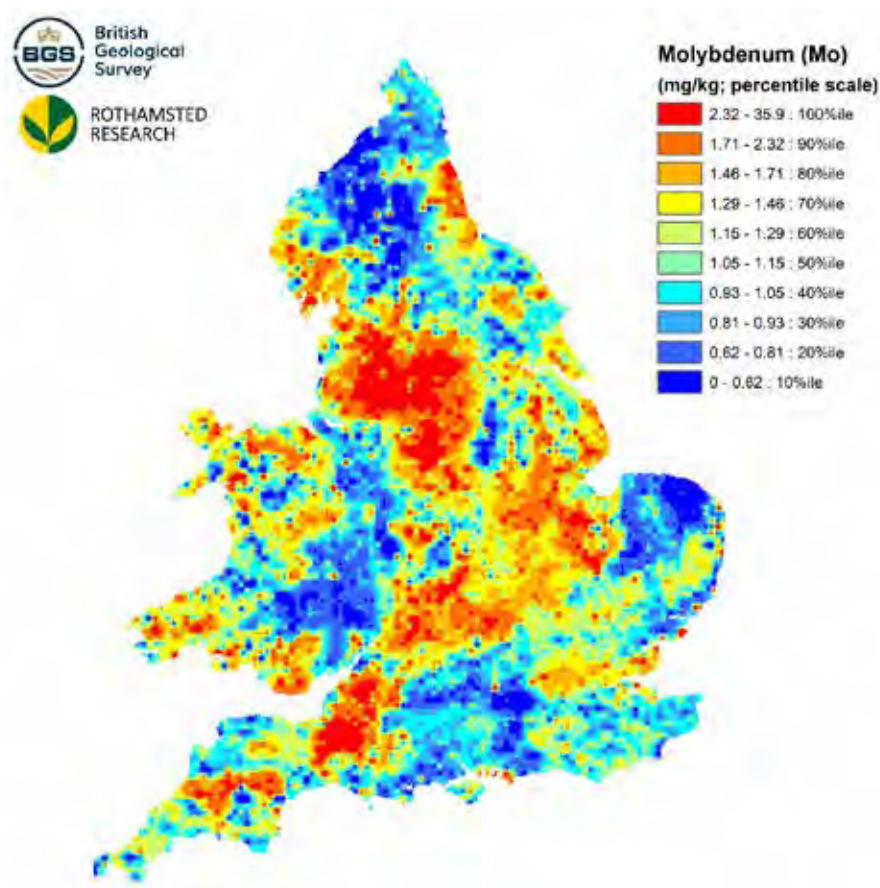 British
Geological
Survey
BGS
ROTHAMSTED
RESEARCH
Molybdenum (Mo)
(mg/kg; percentile scale)
2.32 - 35.9 : 100%ile
1.71 - 2.32 : 90%ile
1.46 - 1.71 : 80%ile
1.29 - 1.46 : 70%ile
1.15 - 1.29 : 60%ile
1.05 - 1.15 : 50%ile
0.93 - 1.05 : 40%ile
0.81 - 0.93 : 30%ile
0.62 - 0.81 : 20%ile
0 - 0.62 : 10%ile